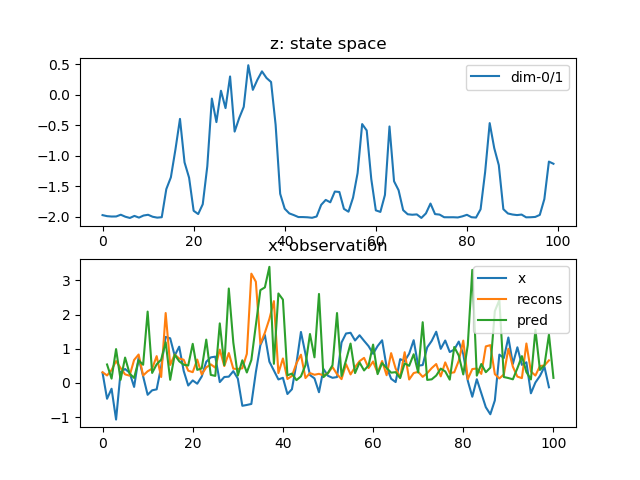 z: state space
0.5
0.0
−0.5
−1.0
−1.5
−2.0
dim-0/1
0 20 40 60 80 100
x: observation
3
2
1
0
−1
x
recons
pred
0 20 40 60 80 100